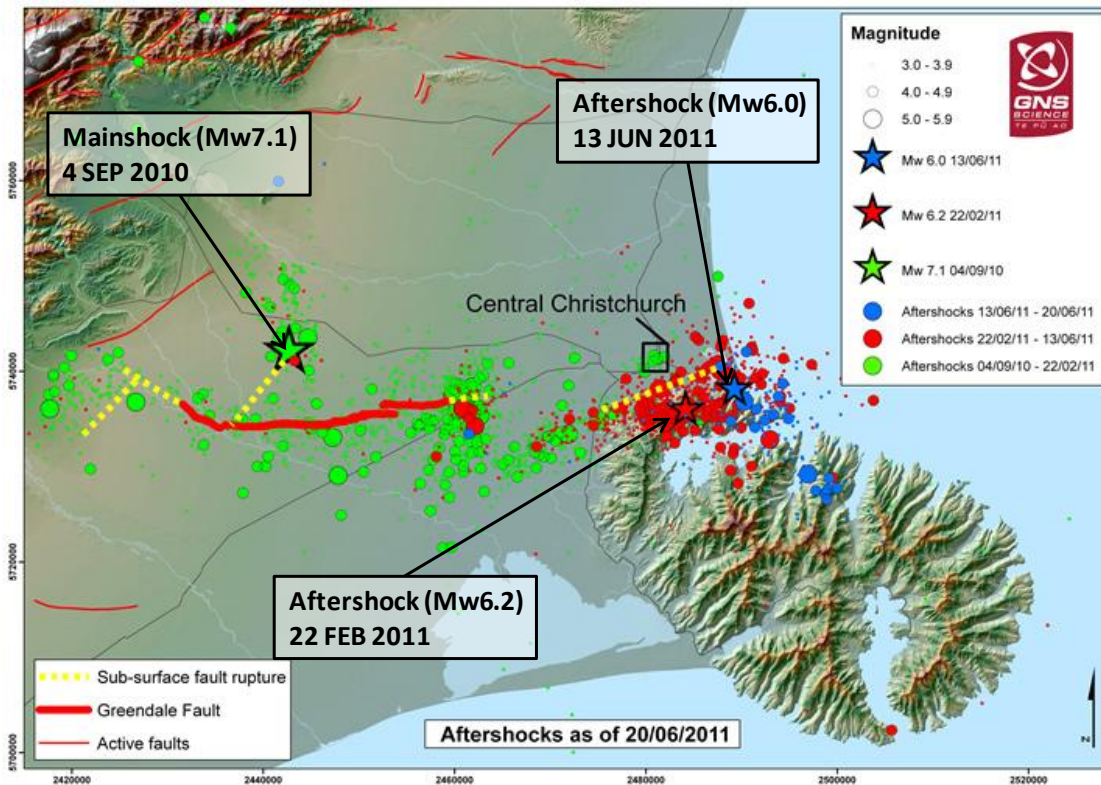 Mainshock (Mw7.1)
4 SEP 2010
Aftershock (Mw6.0)
13 JUN 2011
Magnitude
3.0 - 3.9
4.0 - 4.9
5.0 - 5.9
Mw 6.0 13/06/11
Mw 6.2 22/02/11
Mw 7.1 04/09/10
Aftershocks 13/06/11 - 20/06/11
Aftershocks 22/02/11 - 13/06/11
Aftershocks 04/09/10 - 22/02/11
GNS
SCIENCE
TE PŪ AO
Central Christchurch
Aftershock (Mw6.2)
22 FEB 2011
Sub-surface fault rupture
Greendale Fault
Active faults
Aftershocks as of 20/06/2011
N
5760000
5740000
5720000
5700000
2420000
2440000
2460000
2480000
2500000
2520000